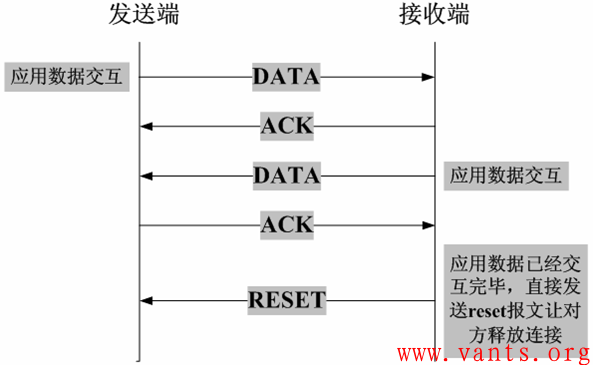 发送端
接收端
应用数据交互
DATA
ACK
DATA
应用数据交互
ACK
RESET
应用数据已经交
互完毕，直接发
送reset报文让对
方释放连接
www.vants.org